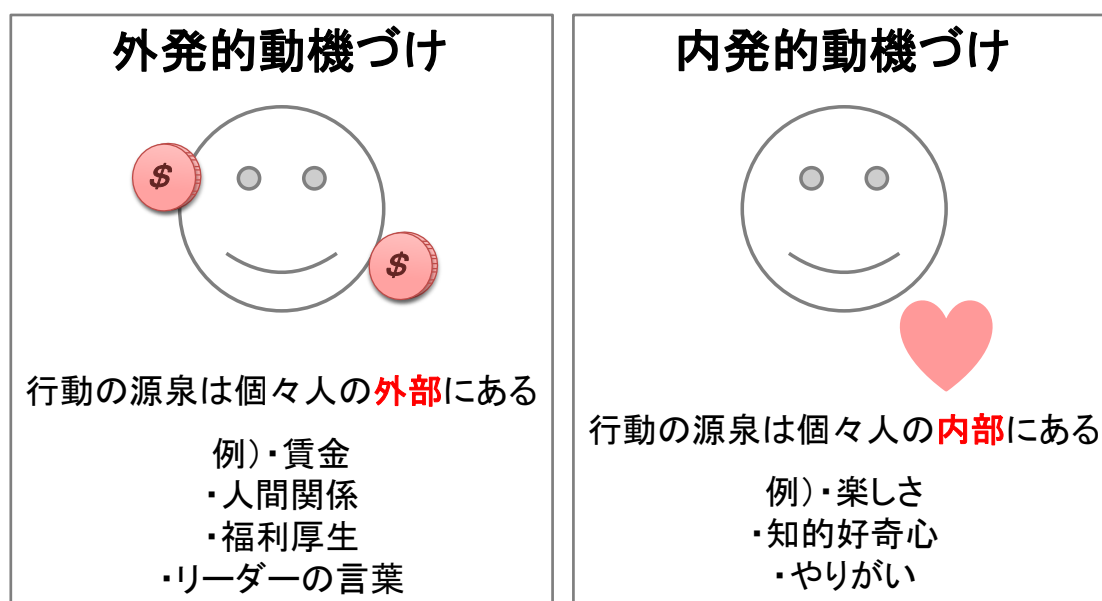 外発的動機づけ
$
$
行動の源泉は個々人の外部にある
例）・賃金
・人間関係
・福利厚生
・リーダーの言葉
内発的動機づけ
行動の源泉は個々人の内部にある
例）・楽しさ
・知的好奇心
・やりがい